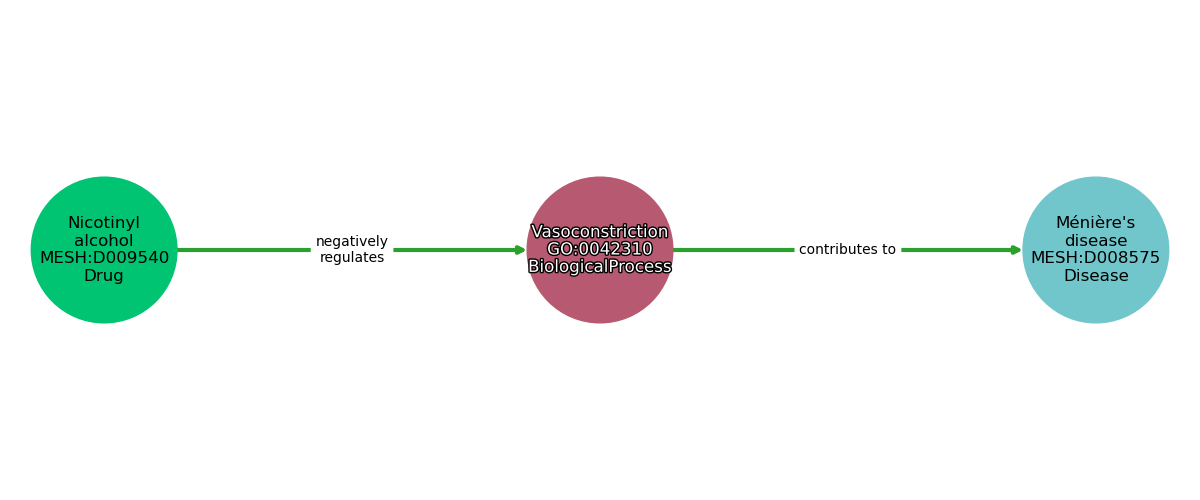 Nicotinyl
alcohol
MESH:D009540
Drug
negatively
regulates
Vasoconstriction
GO:0042310
BiologicalProcess
contributes to
Ménière's
disease
MESH:D008575
Disease